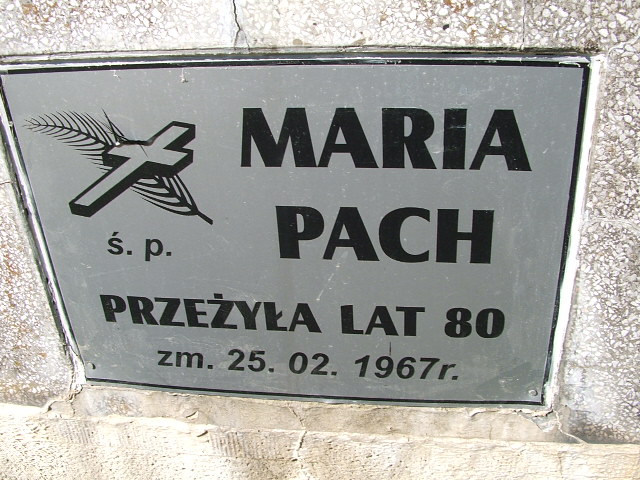 MARIA
PACH
ś. p.
PRZEŻYŁA LAT 80
zm. 25. 02. 1967r.